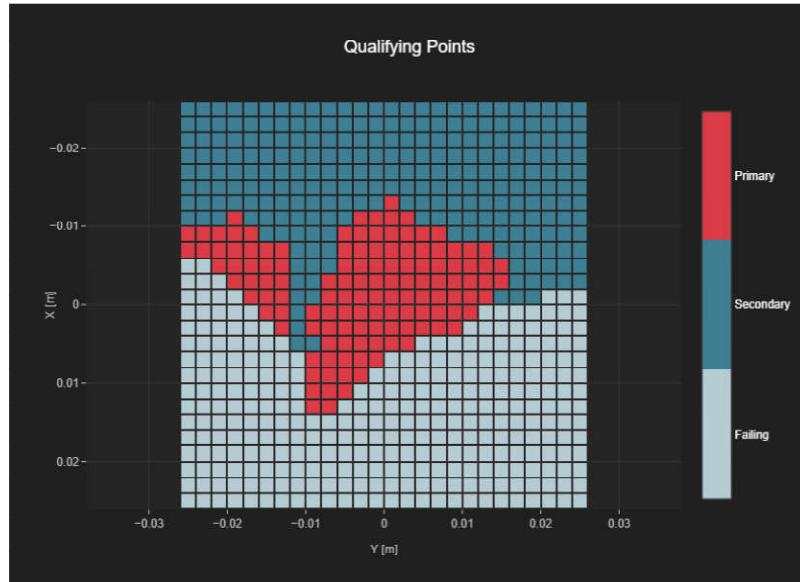 Qualifying Points
−0.02
−0.01
0
0.01
0.02
X [m]
−0.03
−0.02
−0.01
0
0.01
0.02
0.03
Y [m]
Primary
Secondary
Failing